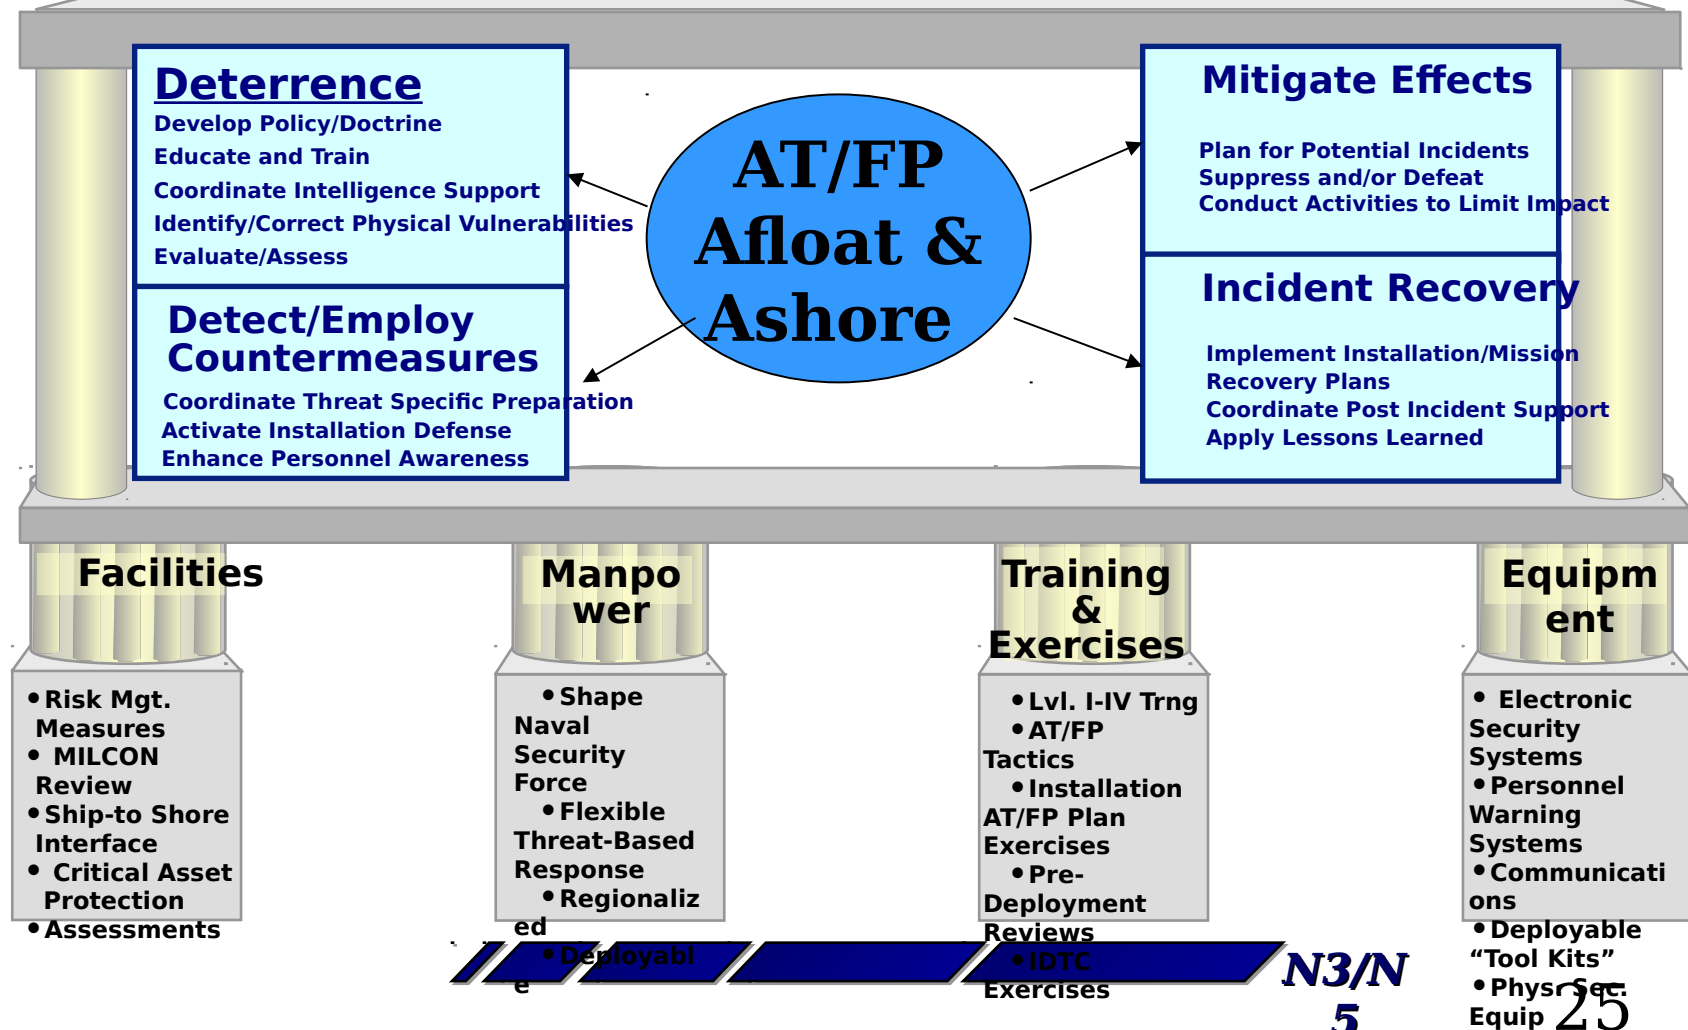 Deterrence
Develop Policy/Doctrine
Educate and Train
Coordinate Intelligence Support
Identify/Correct Physical Vulnerabilities
Evaluate/Assess
Detect/Employ
Countermeasures
Coordinate Threat Specific Preparation
Activate Installation Defense
Enhance Personnel Awareness
AT/FP
Afloat &
Ashore
Mitigate Effects
Plan for Potential Incidents
Suppress and/or Defeat
Conduct Activities to Limit Impact
Incident Recovery
Implement Installation/Mission
Recovery Plans
Coordinate Post Incident Support
Apply Lessons Learned
Facilities
•Risk Mgt.
Measures
• MILCON
Review
•Ship-to Shore
Interface
• Critical Asset
Protection
•Assessments
Manpo
wer
•Shape
Naval
Security
Force
•Flexible
Threat-Based
Response
•Regionaliz
ed
•Deployabl
e
Training
&
Exercises
•Lvl. I-IV Trng
•AT/FP
Tactics
•Installation
AT/FP Plan
Exercises
•Pre-
Deployment
Reviews
•IDTC
Exercises
Equipm
ent
• Electronic
Security
Systems
•Personnel
Warning
Systems
•Communicati
ons
•Deployable
“Tool Kits”
•Phys. Sec.
Equip
N3/N
5
25